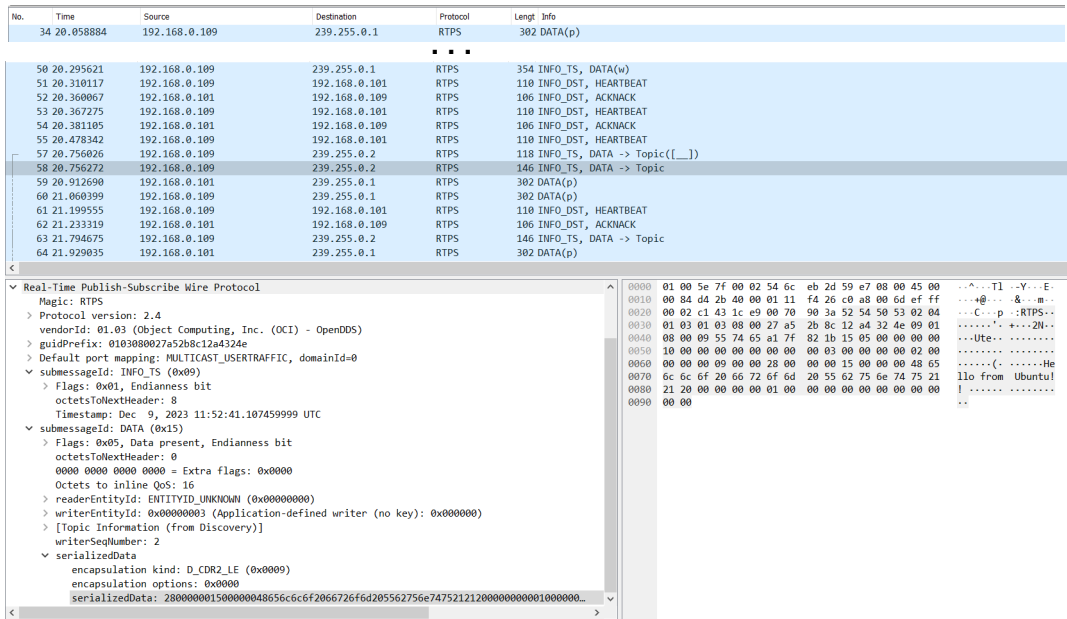 No. Time Source Destination Protocol Lengt Info
34 20.058884 192.168.0.109 239.255.0.1 RTPS 302 DATA(p)
...
50 20.295621 192.168.0.109 239.255.0.1 RTPS 354 INFO_TS, DATA(w)
51 20.310117 192.168.0.109 192.168.0.101 RTPS 110 INFO_DST, HEARTBEAT
52 20.360067 192.168.0.101 192.168.0.109 RTPS 106 INFO_DST, ACKNACK
53 20.367275 192.168.0.109 192.168.0.101 RTPS 110 INFO_DST, HEARTBEAT
54 20.381105 192.168.0.101 192.168.0.109 RTPS 106 INFO_DST, ACKNACK
55 20.478342 192.168.0.109 192.168.0.101 RTPS 110 INFO_DST, HEARTBEAT
57 20.756026 192.168.0.109 239.255.0.2 RTPS 118 INFO_TS, DATA -> Topic([__])
58 20.756272 192.168.0.109 239.255.0.2 RTPS 146 INFO_TS, DATA -> Topic
59 20.912690 192.168.0.101 239.255.0.1 RTPS 302 DATA(p)
60 21.060399 192.168.0.109 239.255.0.1 RTPS 302 DATA(p)
61 21.199555 192.168.0.109 192.168.0.101 RTPS 110 INFO_DST, HEARTBEAT
62 21.233319 192.168.0.101 192.168.0.109 RTPS 106 INFO_DST, ACKNACK
63 21.794675 192.168.0.109 239.255.0.2 RTPS 146 INFO_TS, DATA -> Topic
64 21.929035 192.168.0.101 239.255.0.1 RTPS 302 DATA(p)
Real-Time Publish-Subscribe Wire Protocol
Magic: RTPS
Protocol version: 2.4
vendorId: 01.03 (Object Computing, Inc. (OCI) - OpenDDS)
guidPrefix: 0103080027a52b8c12a4324e
Default port mapping: MULTICAST_USERTRAFFIC, domainId=0
submessageId: INFO_TS (0x09)
Flags: 0x01, Endianness bit
octetsToNextHeader: 8
Timestamp: Dec 9, 2023 11:52:41.107459999 UTC
submessageId: DATA (0x15)
Flags: 0x05, Data present, Endianness bit
octetsToNextHeader: 0
0000 0000 0000 0000 = Extra flags: 0x0000
Octets to inline QoS: 16
readerEntityId: ENTITYID_UNKNOWN (0x00000000)
writerEntityId: 0x00000003 (Application-defined writer (no key): 0x000000)
[Topic Information (from Discovery)]
writerSeqNumber: 2
serializedData
encapsulation kind: D_CDR2_LE (0x0009)
encapsulation options: 0x0000
serializedData: 280000001500000048656c6c6f2066726f6d205562756e7475212120000000000001000000…
0000 01 00 5e 7f 00 02 54 6c eb 2d 59 e7 08 00 45 00 ··^···Tl ·-Y···E·
0010 00 84 d4 2b 40 00 01 11 f4 26 c0 a8 00 6d ef ff ···+@··· ·&···m··
0020 00 02 c1 43 1c e9 00 70 90 3a 52 54 50 53 02 04 ···C···p ·:RTPS··
0030 01 03 01 03 08 00 27 a5 2b 8c 12 a4 32 4e 09 01 ······'· +···2N··
0040 08 00 09 55 74 65 a1 7f 82 1b 15 05 00 00 00 00 ···Ute·· ········
0050 10 00 00 00 00 00 00 00 00 03 00 00 00 00 02 00 ········ ········
0060 00 00 00 09 00 00 28 00 00 00 15 00 00 00 48 65 ······(· ······He
0070 6c 6c 6f 20 66 72 6f 6d 20 55 62 75 6e 74 75 21 llo from Ubuntu!
0080 21 20 00 00 00 00 01 00 00 00 00 00 00 00 00 00 ! ······ ········
0090 00 00 ··